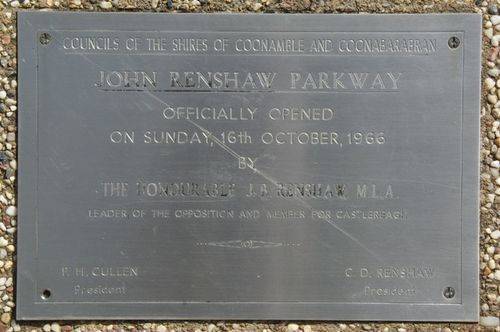 COUNCILS OF THE SHIRES OF COONAMBLE AND COONABARABRAN
JOHN RENSHAW PARKWAY
OFFICIALLY OPENED
ON SUNDAY, 16TH OCTOBER, 1966
BY
THE HONOURABLE J. B. RENSHAW, M.L.A.
LEADER OF THE OPPOSITION AND MEMBER FOR CASTLEREAGH
F. H. CULLEN
President
C. D. RENSHAW
President